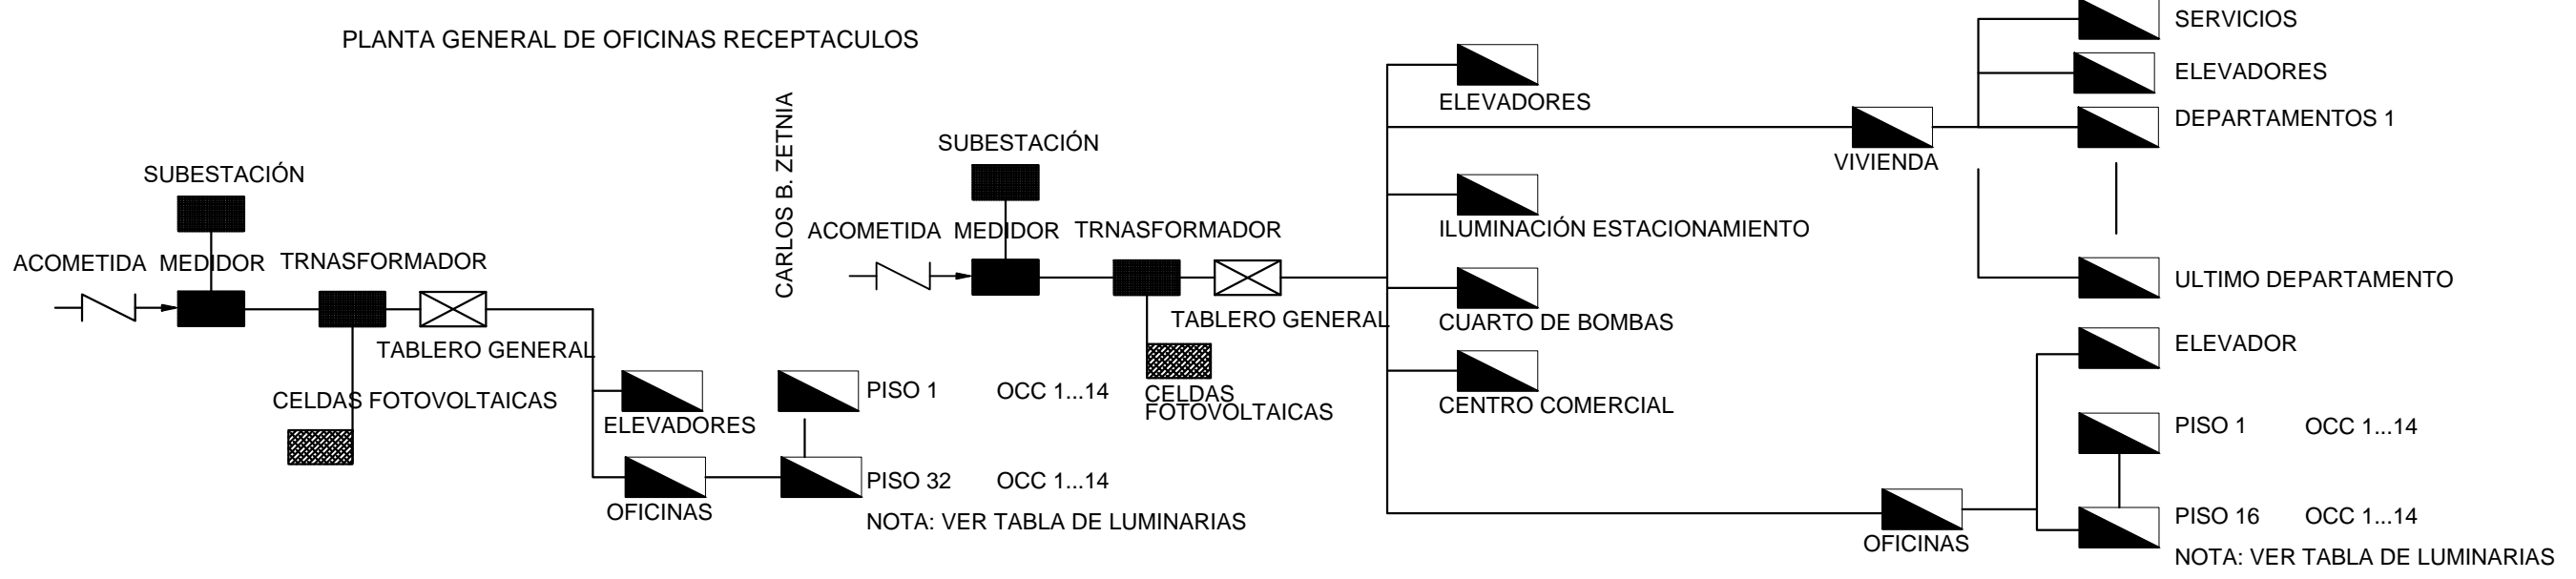 PLANTA GENERAL DE OFICINAS RECEPTACULOS
SUBESTACIÓN
ACOMETIDA
MEDIDOR
TRNASFORMADOR
TABLERO GENERAL
CELDAS FOTOVOLTAICAS
ELEVADORES
OFICINAS
PISO 1 OCC 1...14
PISO 32 OCC 1...14
NOTA: VER TABLA DE LUMINARIAS
CARLOS B. ZETNIA
SUBESTACIÓN
ACOMETIDA
MEDIDOR
TRNASFORMADOR
TABLERO GENERAL
CELDAS
FOTOVOLTAICAS
ELEVADORES
ILUMINACIÓN ESTACIONAMIENTO
CUARTO DE BOMBAS
CENTRO COMERCIAL
VIVIENDA
SERVICIOS
ELEVADORES
DEPARTAMENTOS 1
ULTIMO DEPARTAMENTO
OFICINAS
ELEVADOR
PISO 1 OCC 1...14
PISO 16 OCC 1...14
NOTA: VER TABLA DE LUMINARIAS